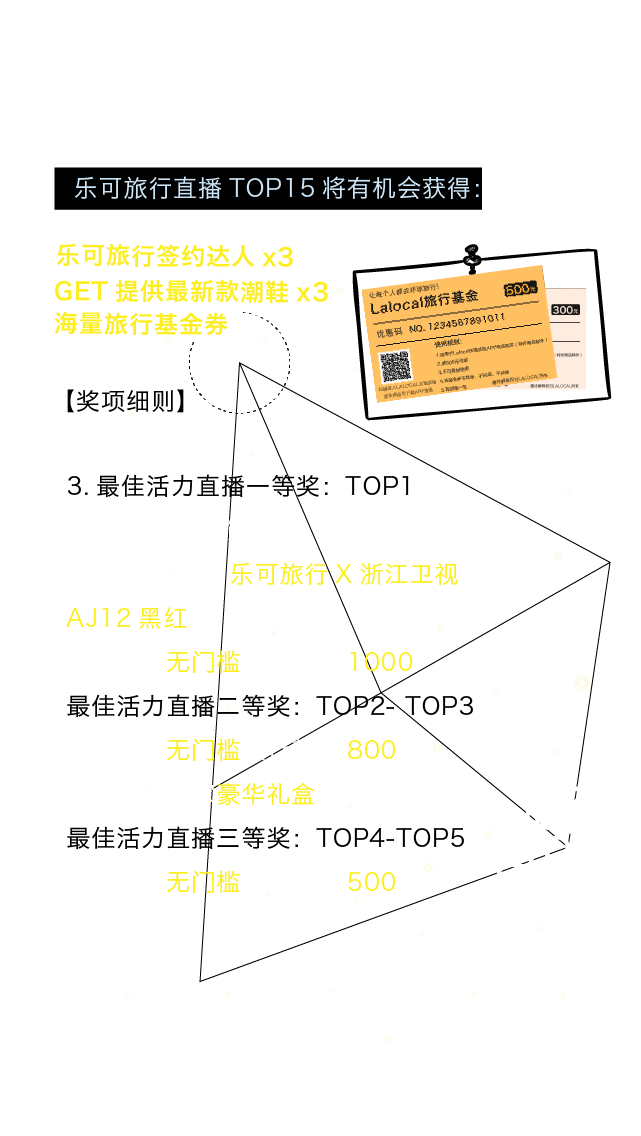 乐可旅行直播 TOP15 将有机会获得:
乐可旅行签约达人 x3
GET 提供最新款潮鞋 x3
海量旅行基金券
让每个人都去环球旅行!
Lalocal旅行基金
500元
300元
优惠码 NO. 1234567891011
使用规则:
【奖项细则】
3. 最佳活力直播一等奖：TOP1
乐可旅行 X 浙江卫视
AJ12 黑红
无门槛 1000
最佳活力直播二等奖：TOP2- TOP3
无门槛 800
豪华礼盒
最佳活力直播三等奖：TOP4-TOP5
无门槛 500